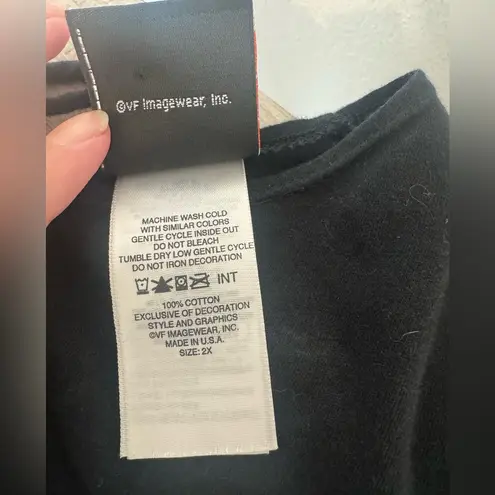 ©VF Imagewear, Inc.
MACHINE WASH COLD
WITH SIMILAR COLORS
GENTLE CYCLE INSIDE OUT
DO NOT BLEACH
TUMBLE DRY LOW GENTLE CYCLE
DO NOT IRON DECORATION
INT
100% COTTON
EXCLUSIVE OF DECORATION
STYLE AND GRAPHICS
©VF IMAGEWEAR, INC.
MADE IN U.S.A.
SIZE: 2X